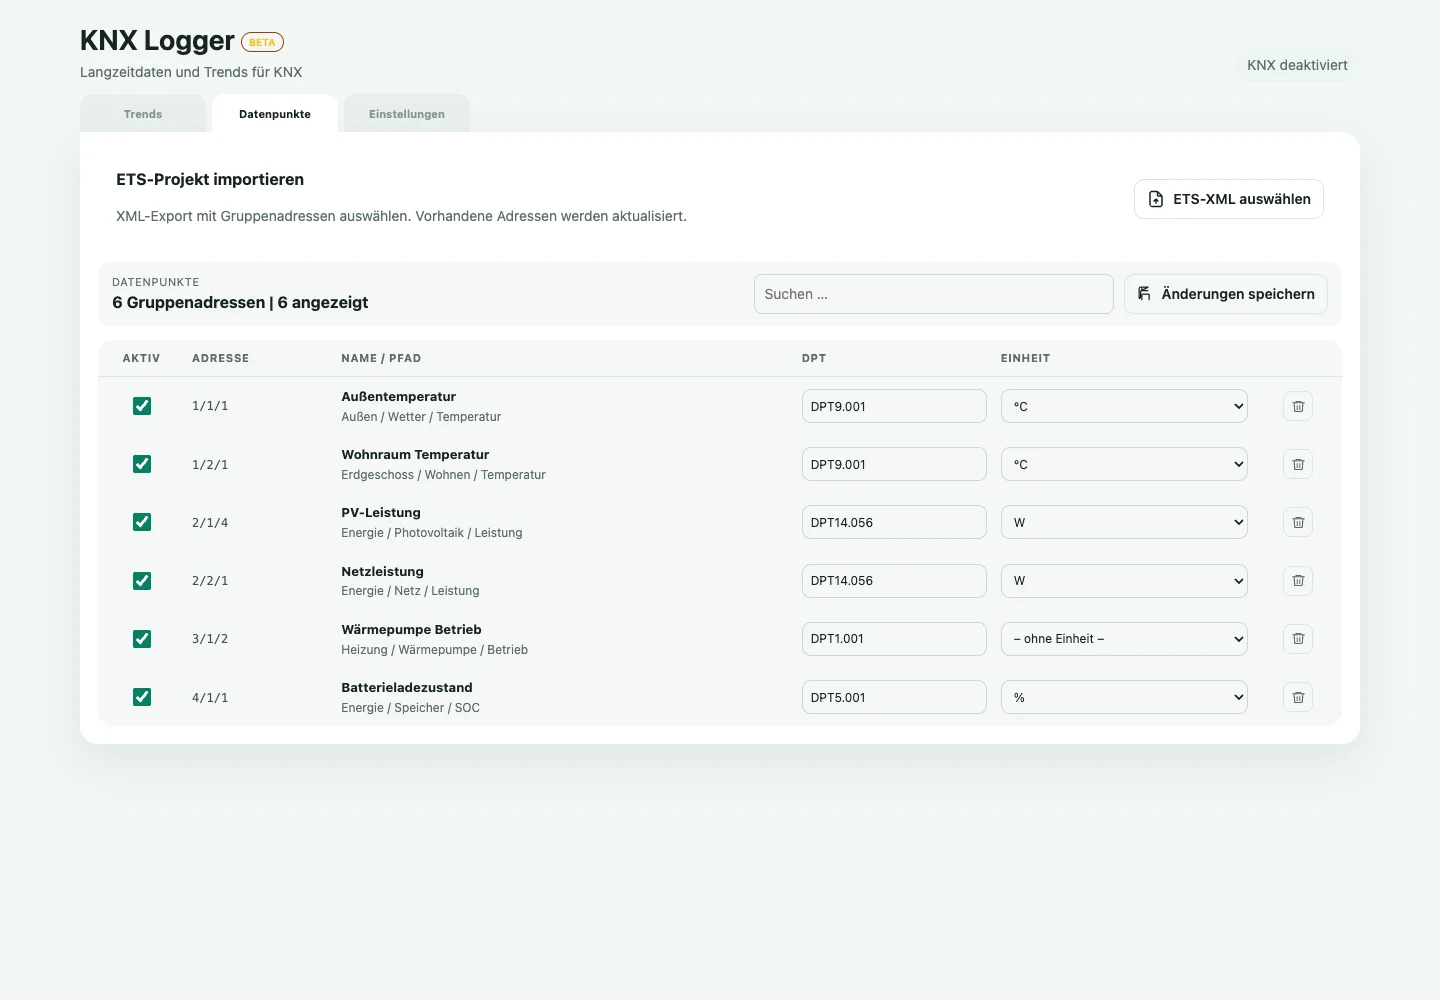 KNX Logger BETA
Langzeitdaten und Trends für KNX
KNX deaktiviert
Trends
Datenpunkte
Einstellungen
ETS-Projekt importieren
XML-Export mit Gruppenadressen auswählen. Vorhandene Adressen werden aktualisiert.
ETS-XML auswählen
DATENPUNKTE
6 Gruppenadressen | 6 angezeigt
Suchen ...
Änderungen speichern
AKTIV ADRESSE NAME / PFAD DPT EINHEIT
1/1/1 Außentemperatur DPT9.001 °C
Außen / Wetter / Temperatur
1/2/1 Wohnraum Temperatur DPT9.001 °C
Erdgeschoss / Wohnen / Temperatur
2/1/4 PV-Leistung DPT14.056 W
Energie / Photovoltaik / Leistung
2/2/1 Netzleistung DPT14.056 W
Energie / Netz / Leistung
3/1/2 Wärmepumpe Betrieb DPT1.001 – ohne Einheit –
Heizung / Wärmepumpe / Betrieb
4/1/1 Batterieladezustand DPT5.001 %
Energie / Speicher / SOC